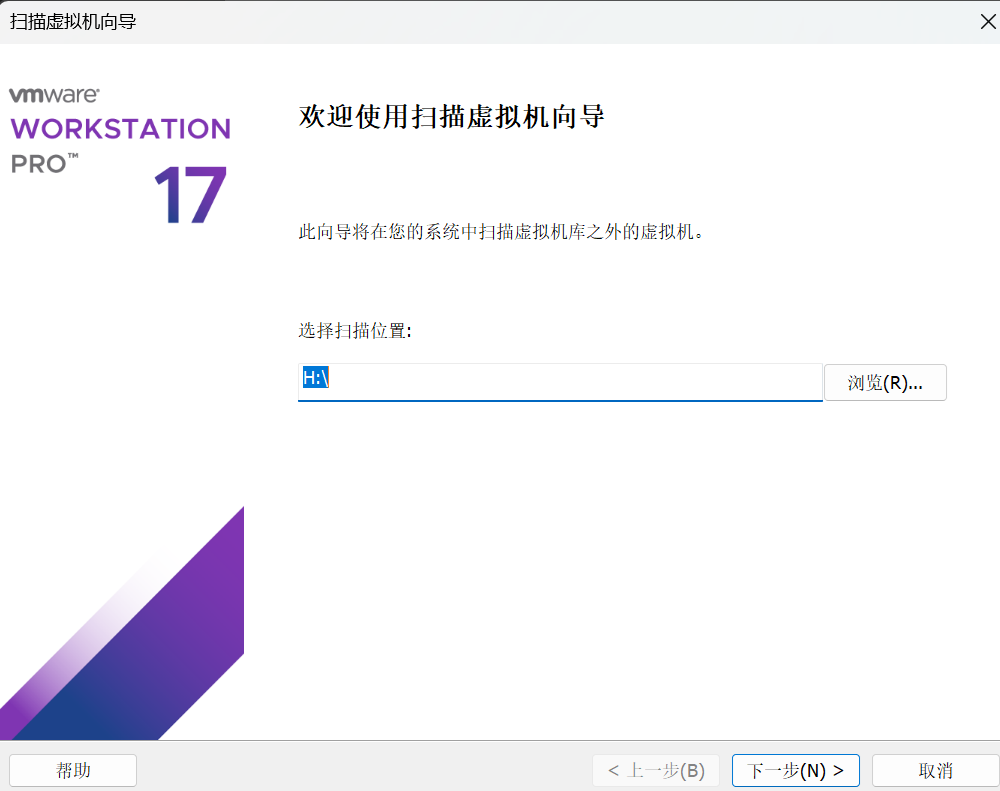 扫描虚拟机向导
vmware®
WORKSTATION
PRO™
17
欢迎使用扫描虚拟机向导
此向导将在您的系统中扫描虚拟机库之外的虚拟机。
选择扫描位置:
H:\
浏览(R)...
帮助
< 上一步(B)
下一步(N) >
取消